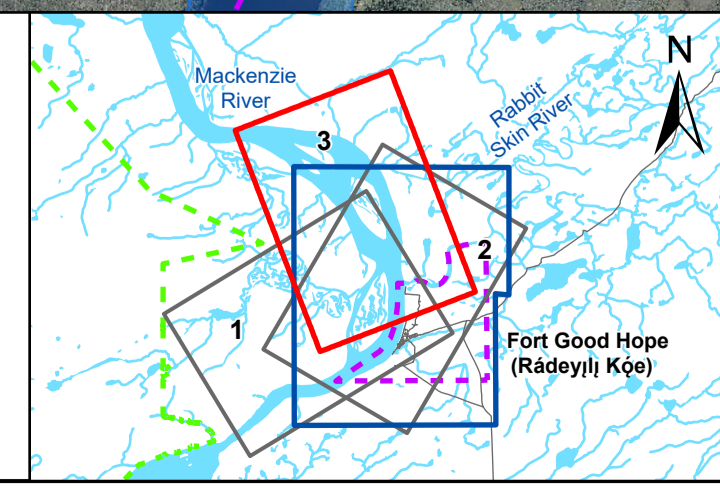 Mackenzie
River
Rabbit
Skin River
N
3
2
1
Fort Good Hope
(Rádeyı̨lı̨ Kǫ́e)